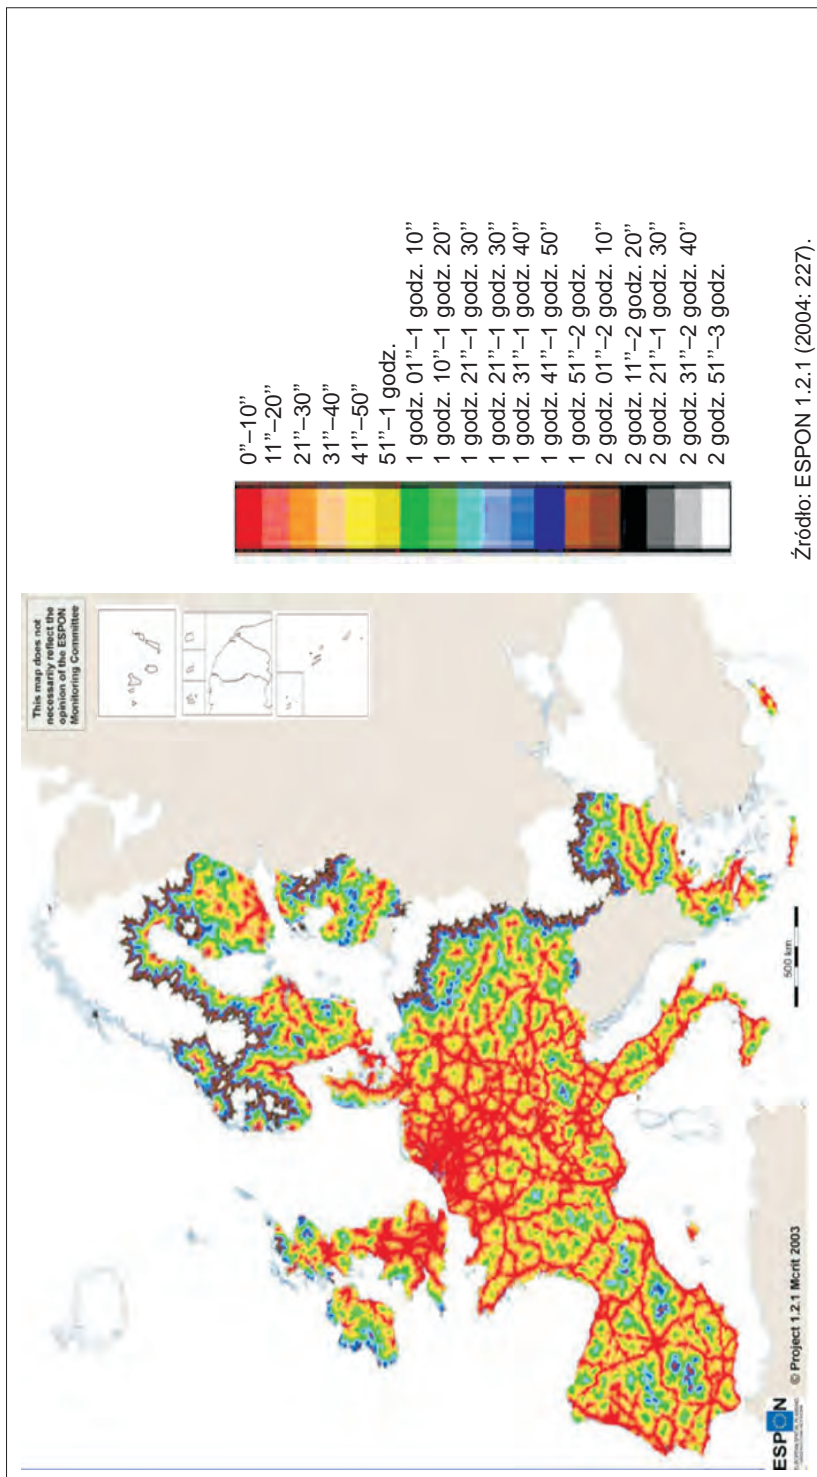 This map does not
necessarily reflect the
opinion of the ESPON
Monitoring Committee
500 km
ESPON
© Project 1.2.1 Mcrit 2003
0”–10”
11”–20”
21”–30”
31”–40”
41”–50”
51”–1 godz.
1 godz. 01”–1 godz. 10”
1 godz. 10”–1 godz. 20”
1 godz. 21”–1 godz. 30”
1 godz. 21”–1 godz. 30”
1 godz. 31”–1 godz. 40”
1 godz. 41”–1 godz. 50”
1 godz. 51”–2 godz.
2 godz. 01”–2 godz. 10”
2 godz. 11”–2 godz. 20”
2 godz. 21”–1 godz. 30”
2 godz. 31”–2 godz. 40”
2 godz. 51”–3 godz.
Źródło: ESPON 1.2.1 (2004: 227).